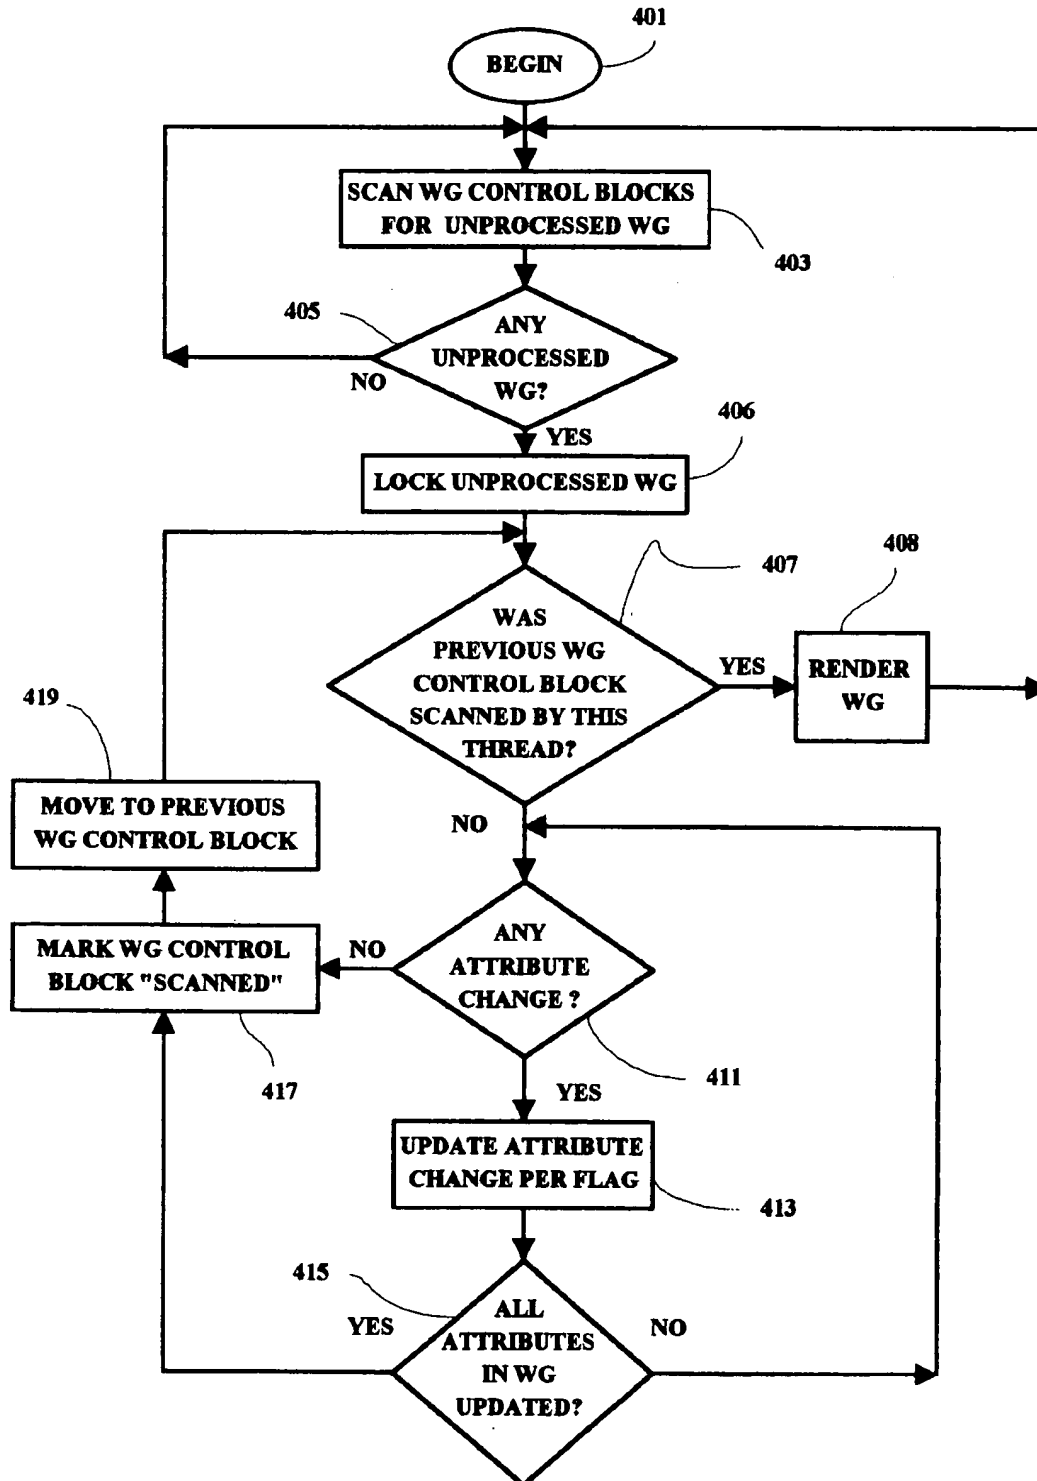 401
BEGIN
SCAN WG CONTROL BLOCKS
FOR UNPROCESSED WG
403
405
ANY
UNPROCESSED
WG?
NO
406
YES
LOCK UNPROCESSED WG
407
408
WAS
PREVIOUS WG
CONTROL BLOCK
SCANNED BY THIS
THREAD?
YES
RENDER
WG
419
MOVE TO PREVIOUS
WG CONTROL BLOCK
NO
ANY
ATTRIBUTE
CHANGE ?
NO
MARK WG CONTROL
BLOCK "SCANNED"
417
411
YES
UPDATE ATTRIBUTE
CHANGE PER FLAG
413
415
ALL
ATTRIBUTES
IN WG
UPDATED?
YES
NO